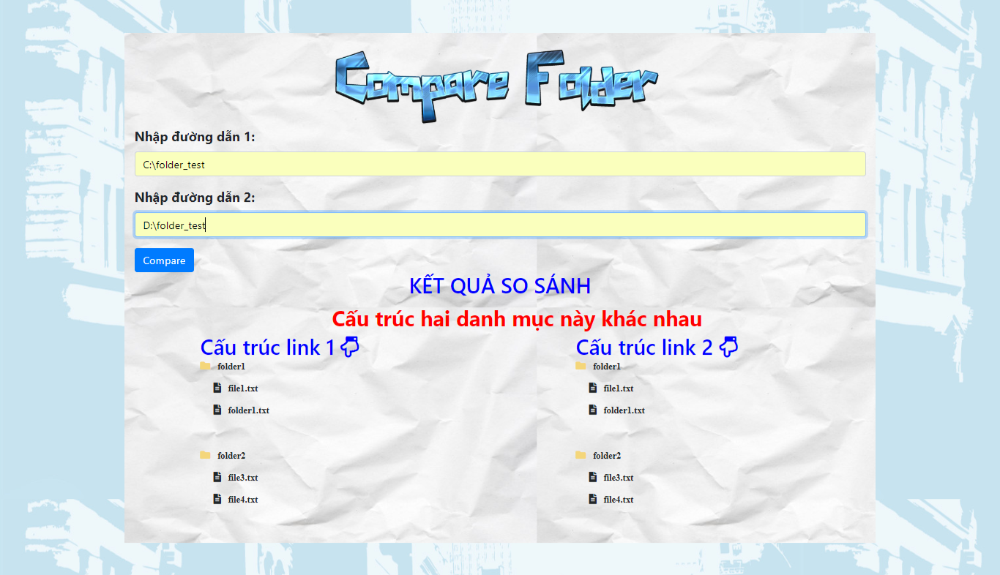 Compare Folder
Nhập đường dẫn 1:
C:\folder_test
Nhập đường dẫn 2:
D:\folder_test
Compare
KẾT QUẢ SO SÁNH
Cấu trúc hai danh mục này khác nhau
Cấu trúc link 1
folder1
file1.txt
folder1.txt
folder2
file3.txt
file4.txt
Cấu trúc link 2
folder1
file1.txt
folder1.txt
folder2
file3.txt
file4.txt